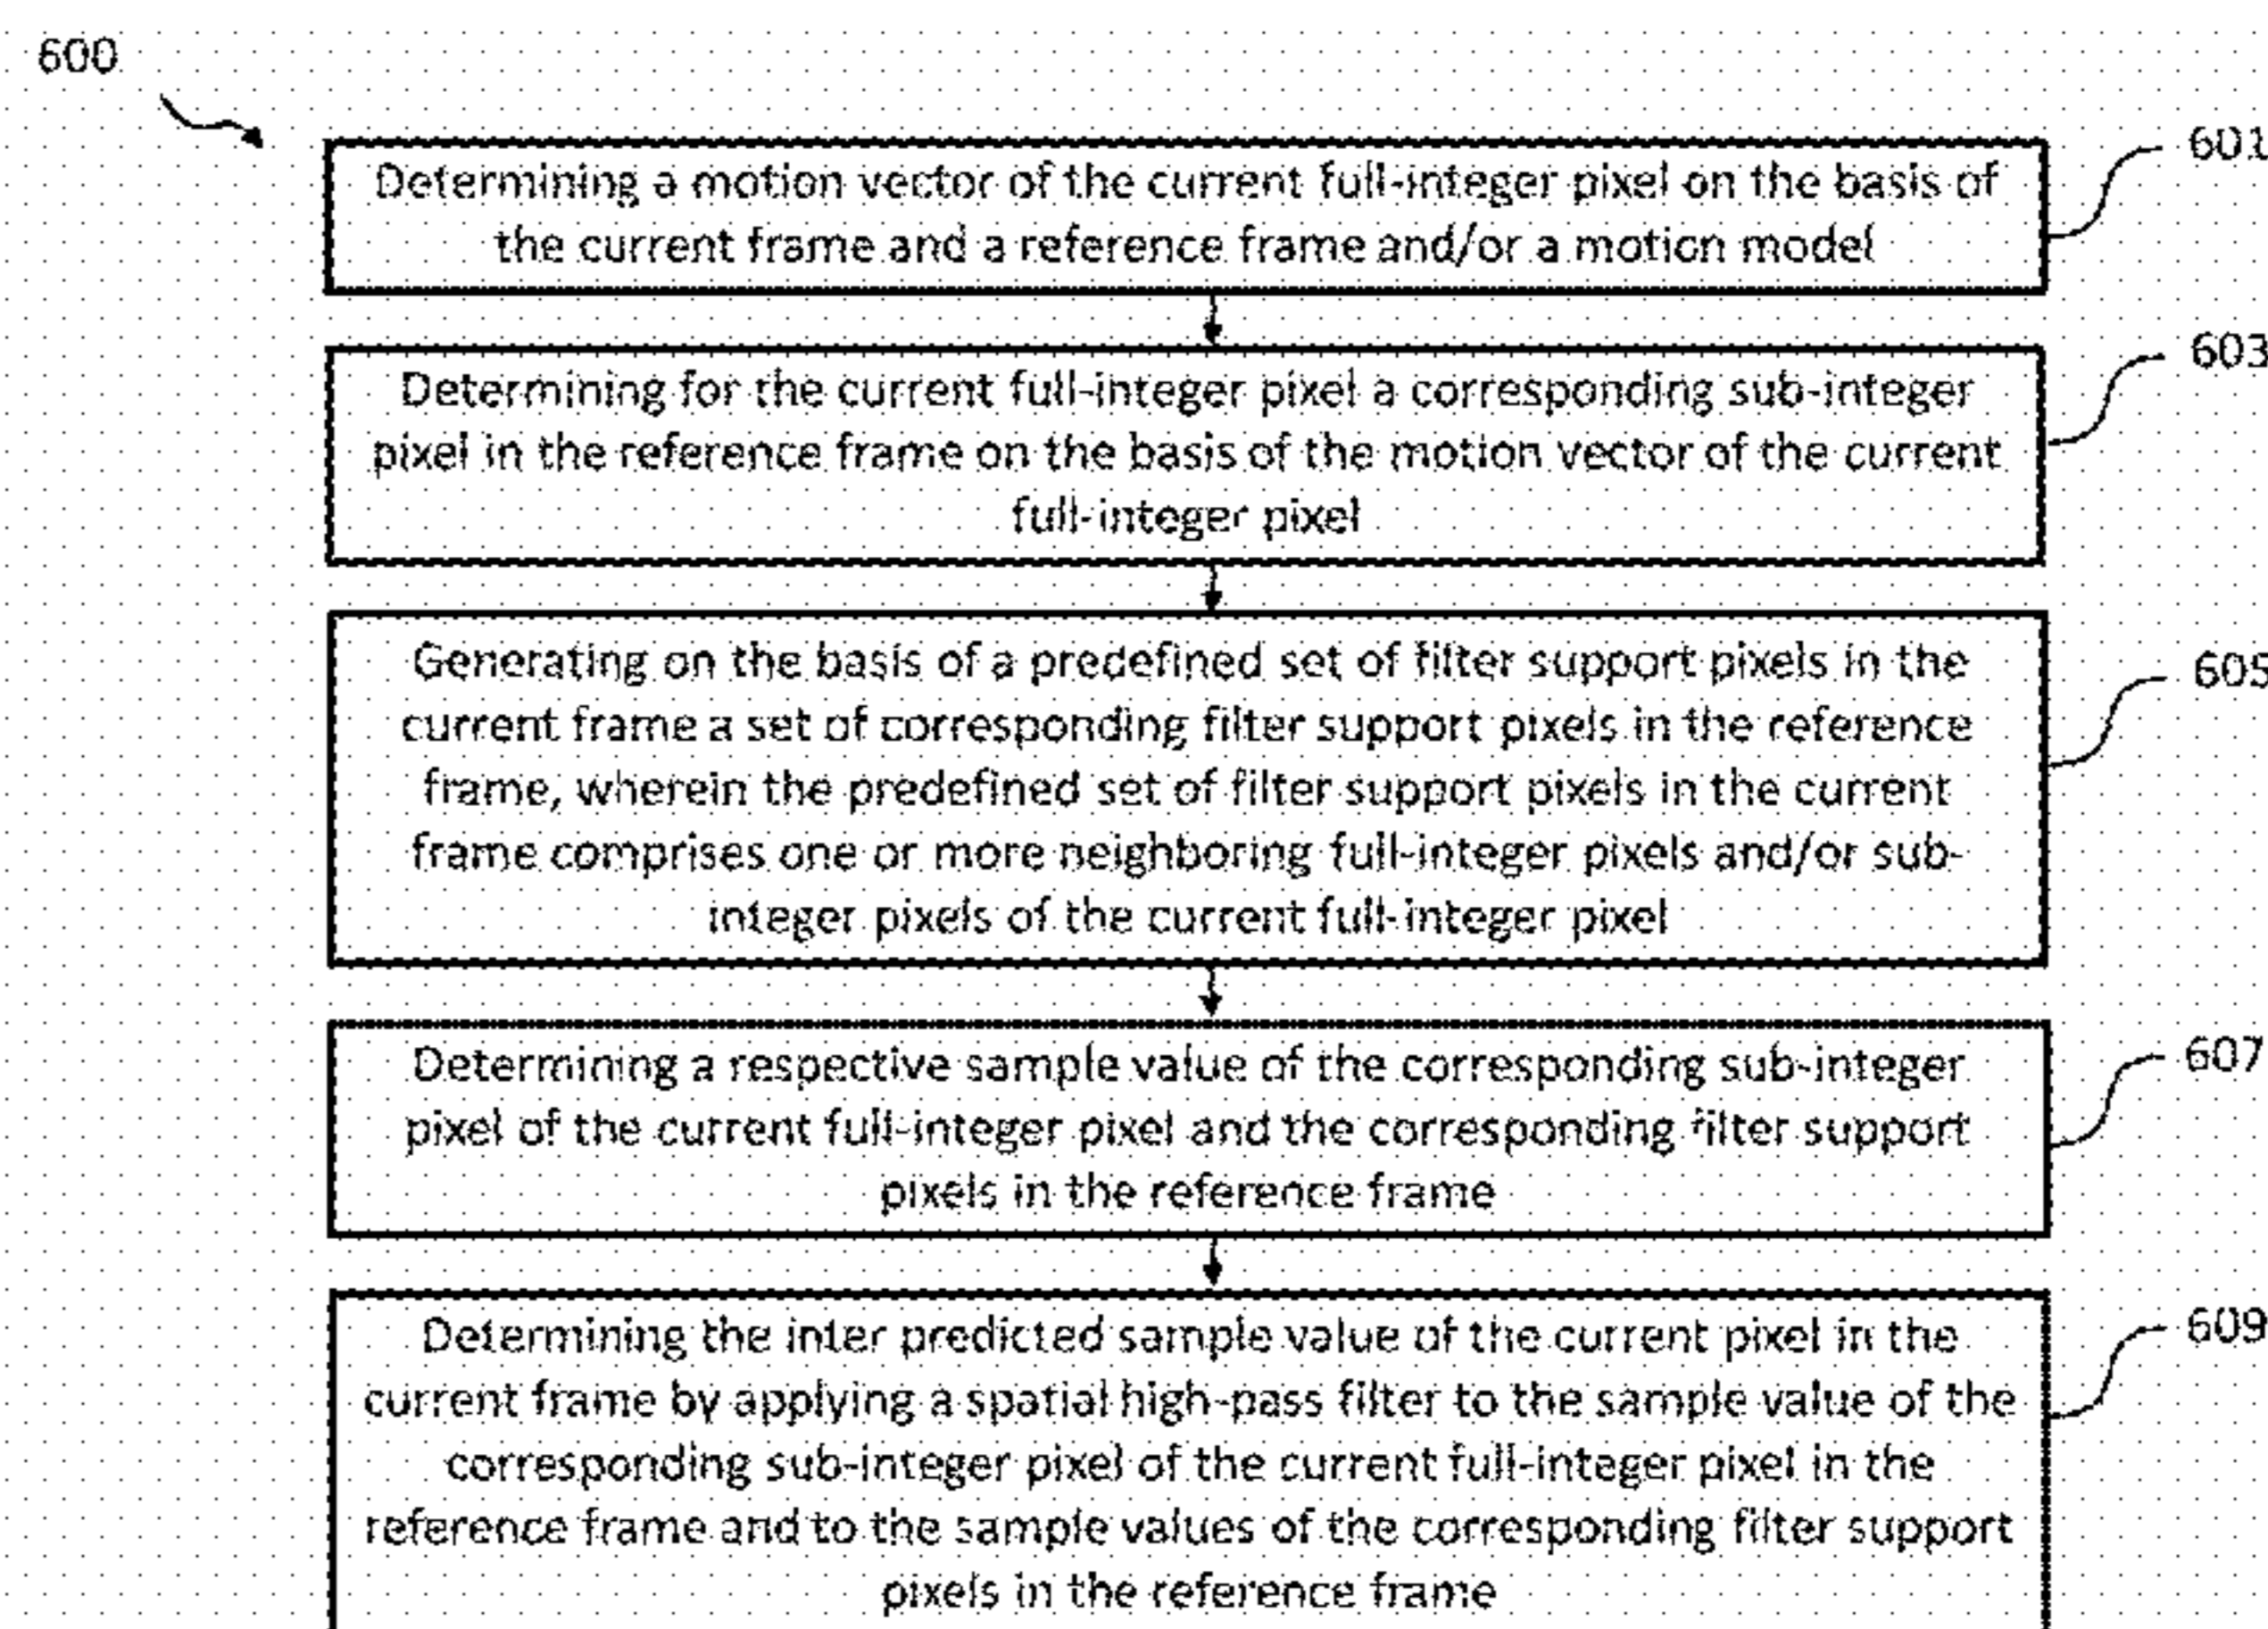 600
601
Determining a motion vector of the current full-integer pixel on the basis of
the current frame and a reference frame and/or a motion model
603
Determining for the current full-integer pixel a corresponding sub-integer
pixel in the reference frame on the basis of the motion vector of the current
full-integer pixel
605
Generating on the basis of a predefined set of filter support pixels in the
current frame a set of corresponding filter support pixels in the reference
frame, wherein the predefined set of filter support pixels in the current
frame comprises one or more neighboring full-integer pixels and/or sub-
integer pixels of the current full-integer pixel
607
Determining a respective sample value of the corresponding sub-integer
pixel of the current full-integer pixel and the corresponding filter support
pixels in the reference frame
609
Determining the inter predicted sample value of the current pixel in the
current frame by applying a spatial high-pass filter to the sample value of the
corresponding sub-integer pixel of the current full-integer pixel in the
reference frame and to the sample values of the corresponding filter support
pixels in the reference frame